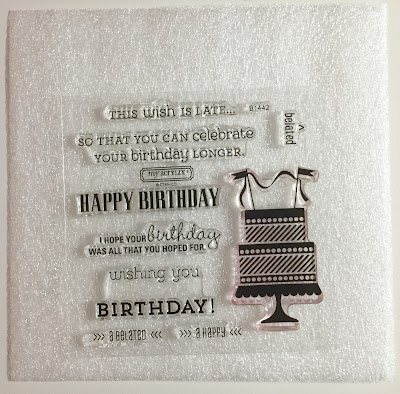 THIS wish IS LATE... B1442
^
belated
SO THAT YOU CAN celebrate
YOUR birthday LONGER.
my acrylix
HAPPY BIRTHDAY
I HOPE YOUR birthday
WAS ALL THAT YOU HOPED FOR.
wishing you
BIRTHDAY!
>>> a BELATED <<< >>> a HAPPY <<<